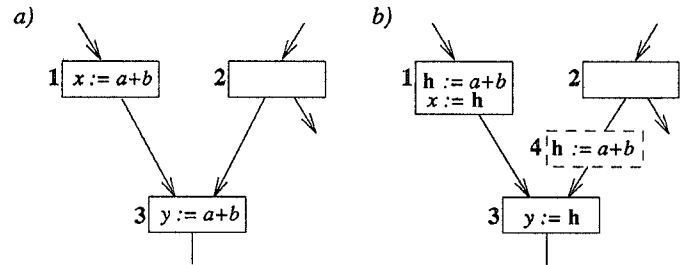 a)
1 x := a+b
2
3 y := a+b
b)
1 h := a+b
x := h
2
4 h := a+b
3 y := h